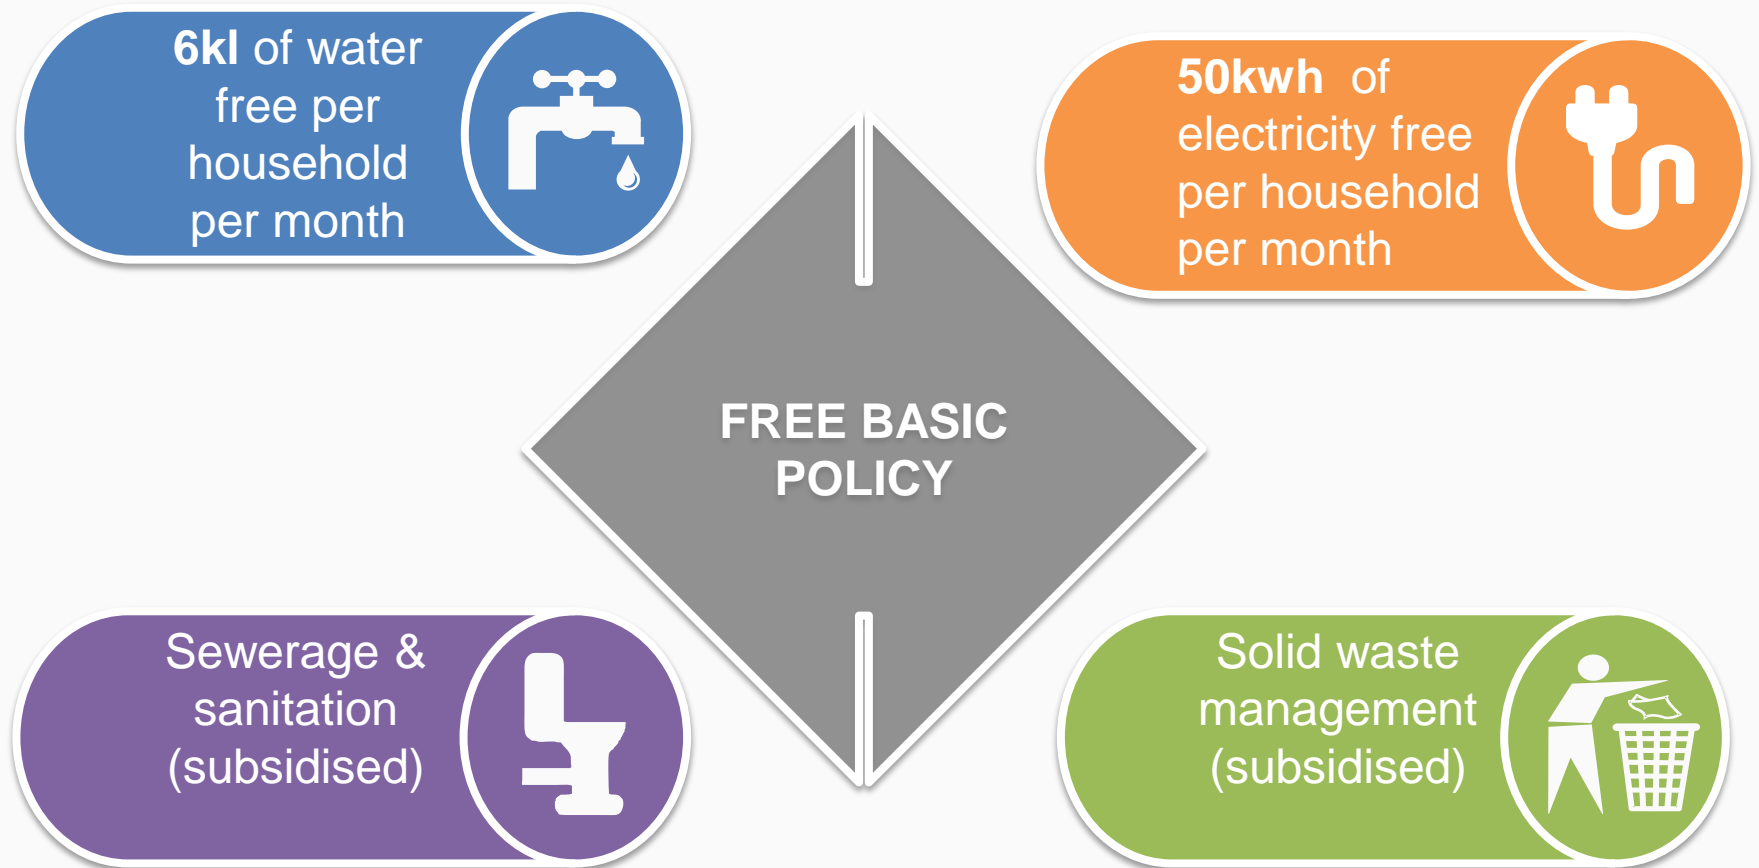 6kl of water
free per
household
per month
50kwh of
electricity free
per household
per month
FREE BASIC
POLICY
Sewerage &
sanitation
(subsidised)
Solid waste
management
(subsidised)